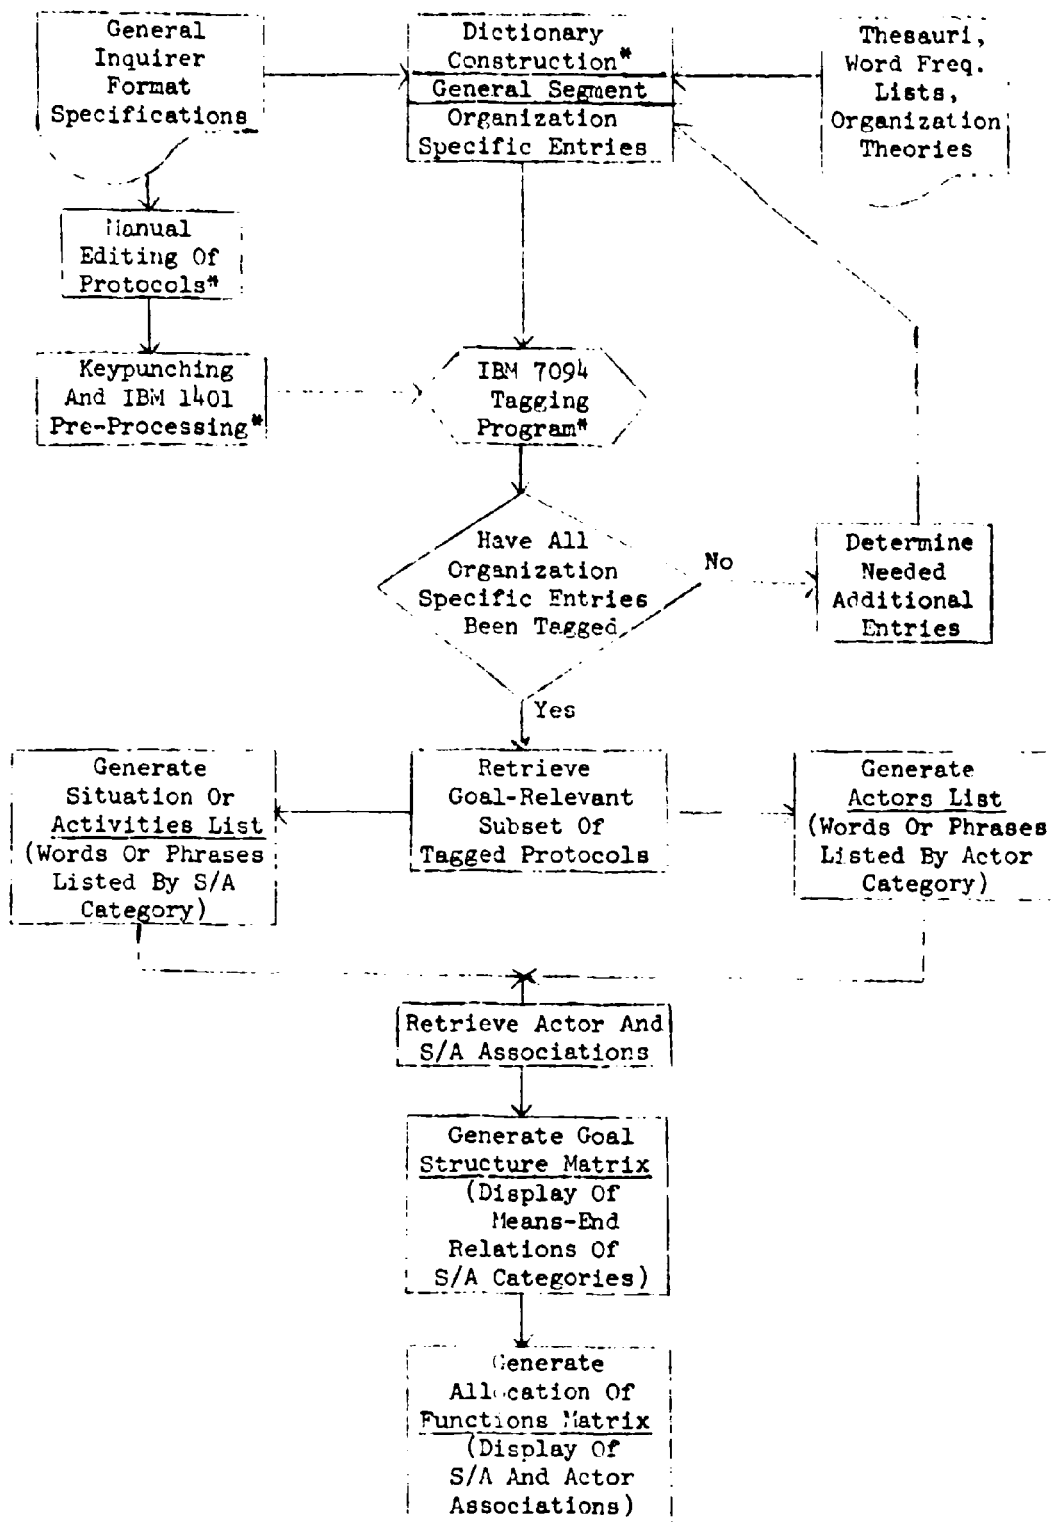 General
Inquirer
Format
Specifications
Dictionary
Construction*
General Segment
Organization
Specific Entries
Thesauri,
Word Freq.
Lists,
Organization
Theories
Manual
Editing Of
Protocols*
Keypunching
And IBM 1401
Pre-Processing*
IBM 7094
Tagging
Program*
Have All
Organization
Specific Entries
Been Tagged
No
Determine
Needed
Additional
Entries
Yes
Generate
Situation Or
Activities List
(Words Or Phrases
Listed By S/A
Category)
Retrieve
Goal-Relevant
Subset Of
Tagged Protocols
Generate
Actors List
(Words Or Phrases
Listed By Actor
Category)
Retrieve Actor And
S/A Associations
Generate Goal
Structure Matrix
(Display Of
Means-End
Relations Of
S/A Categories)
Generate
Allocation Of
Functions Matrix
(Display Of
S/A And Actor
Associations)